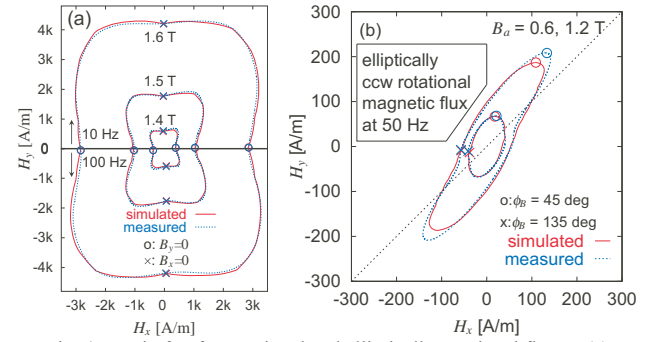 (a)
4k
3k
2k
1k
0
1k
2k
3k
4k
Hy [A/m]
1.6 T
1.5 T
1.4 T
10 Hz
100 Hz
simulated
measured
o: By=0
×: Bx=0
-3k -2k -1k 0 1k 2k 3k
Hx [A/m]
(b)
300
200
100
0
-100
-200
-300
Hy [A/m]
Ba = 0.6, 1.2 T
elliptically
ccw rotational
magnetic flux
at 50 Hz
o:ϕB = 45 deg
x:ϕB = 135 deg
simulated
measured
-300 -200 -100 0 100 200 300
Hx [A/m]